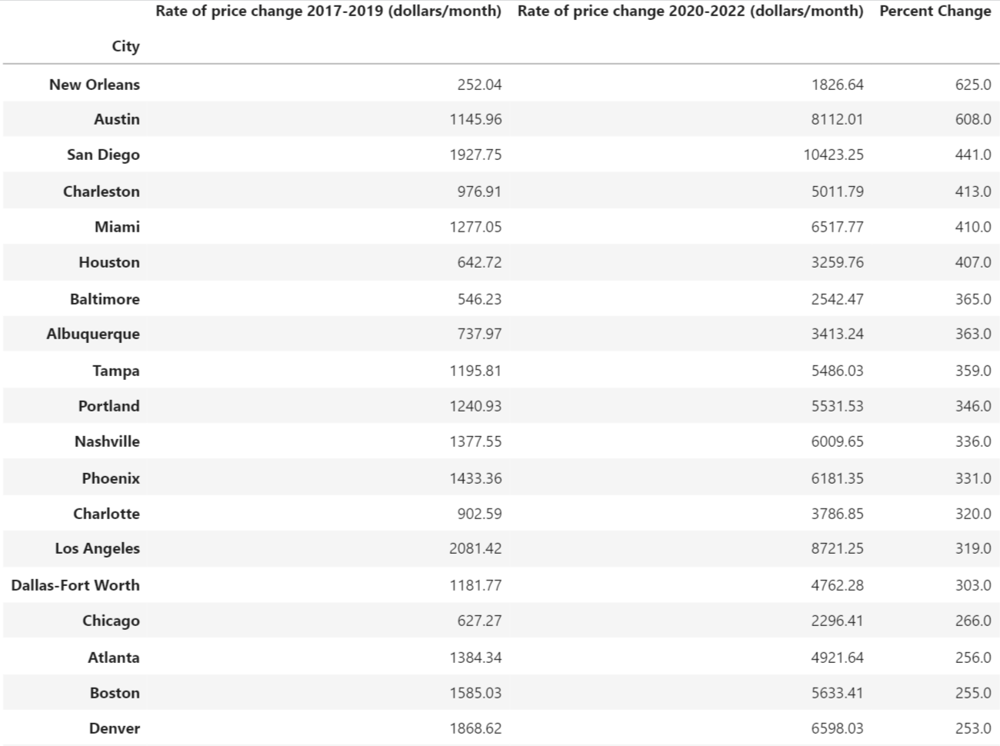 Rate of price change 2017-2019 (dollars/month) Rate of price change 2020-2022 (dollars/month) Percent Change
City
New Orleans 252.04 1826.64 625.0
Austin 1145.96 8112.01 608.0
San Diego 1927.75 10423.25 441.0
Charleston 976.91 5011.79 413.0
Miami 1277.05 6517.77 410.0
Houston 642.72 3259.76 407.0
Baltimore 546.23 2542.47 365.0
Albuquerque 737.97 3413.24 363.0
Tampa 1195.81 5486.03 359.0
Portland 1240.93 5531.53 346.0
Nashville 1377.55 6009.65 336.0
Phoenix 1433.36 6181.35 331.0
Charlotte 902.59 3786.85 320.0
Los Angeles 2081.42 8721.25 319.0
Dallas-Fort Worth 1181.77 4762.28 303.0
Chicago 627.27 2296.41 266.0
Atlanta 1384.34 4921.64 256.0
Boston 1585.03 5633.41 255.0
Denver 1868.62 6598.03 253.0